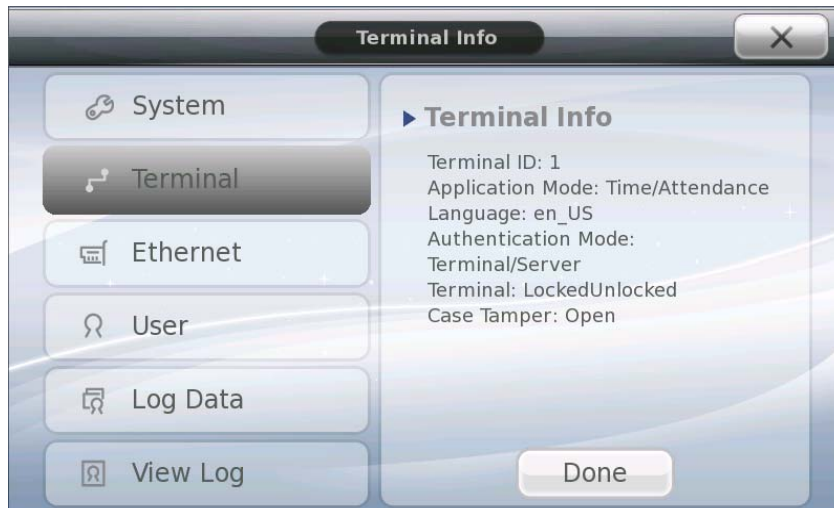 Terminal Info
System
Terminal
Ethernet
User
Log Data
View Log
Terminal Info
Terminal ID: 1
Application Mode: Time/Attendance
Language: en_US
Authentication Mode:
Terminal/Server
Terminal: LockedUnlocked
Case Tamper: Open
Done